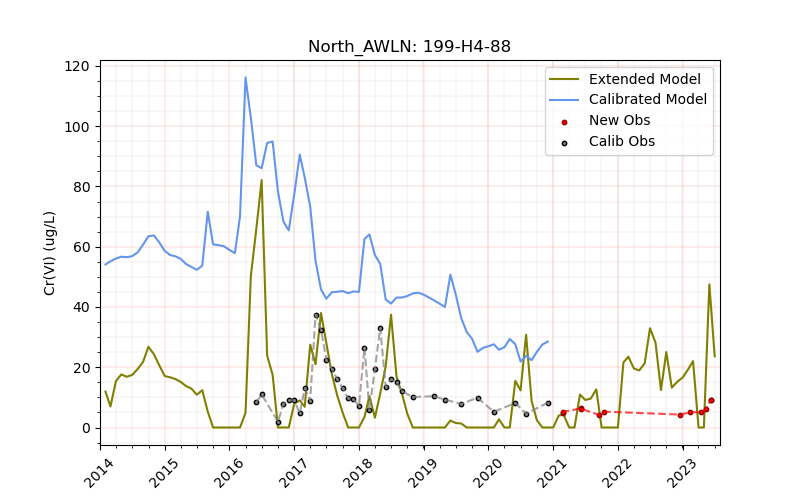 North_AWLN: 199-H4-88
Extended Model
Calibrated Model
New Obs
Calib Obs
Cr(VI) (ug/L)
120
100
80
60
40
20
0
2014
2015
2016
2017
2018
2019
2020
2021
2022
2023